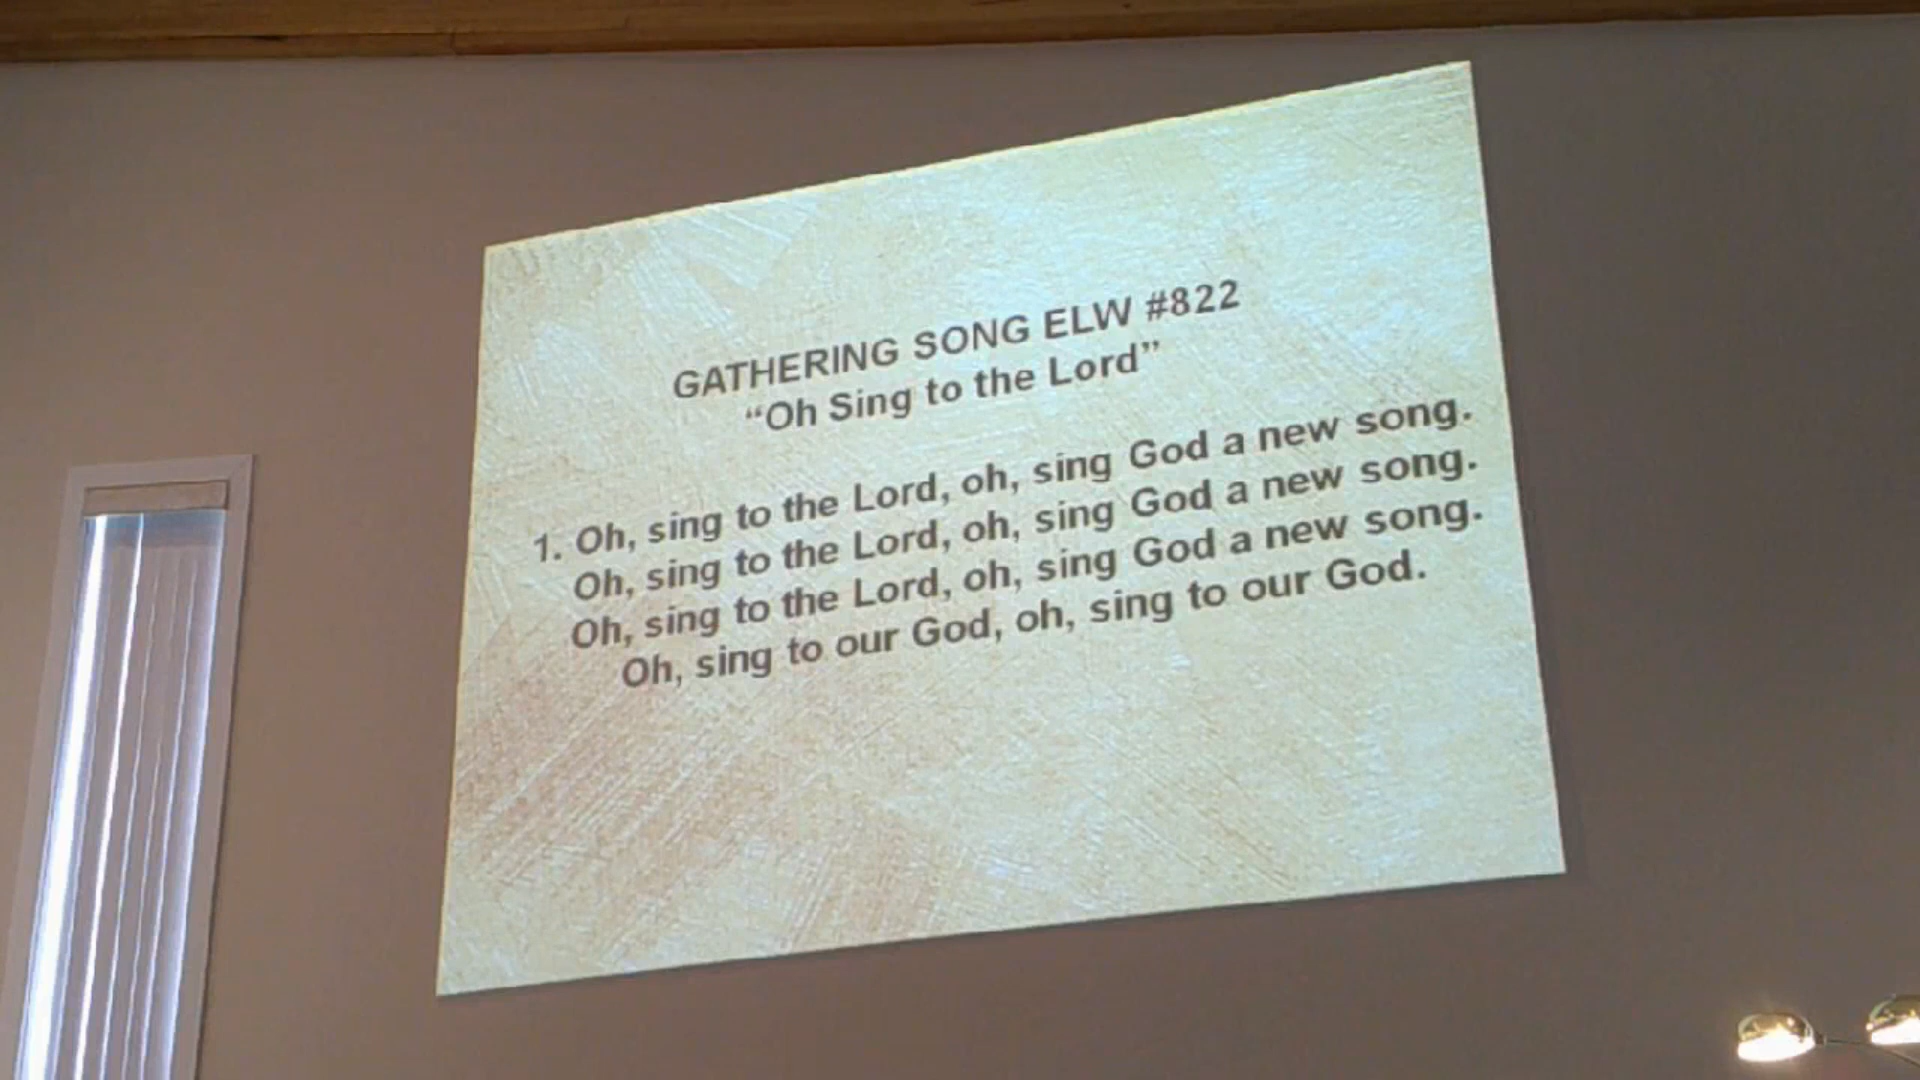 GATHERING SONG ELW #822
“Oh Sing to the Lord”
1. Oh, sing to the Lord, oh, sing God a new song.
Oh, sing to the Lord, oh, sing God a new song.
Oh, sing to the Lord, oh, sing God a new song.
Oh, sing to our God, oh, sing to our God.